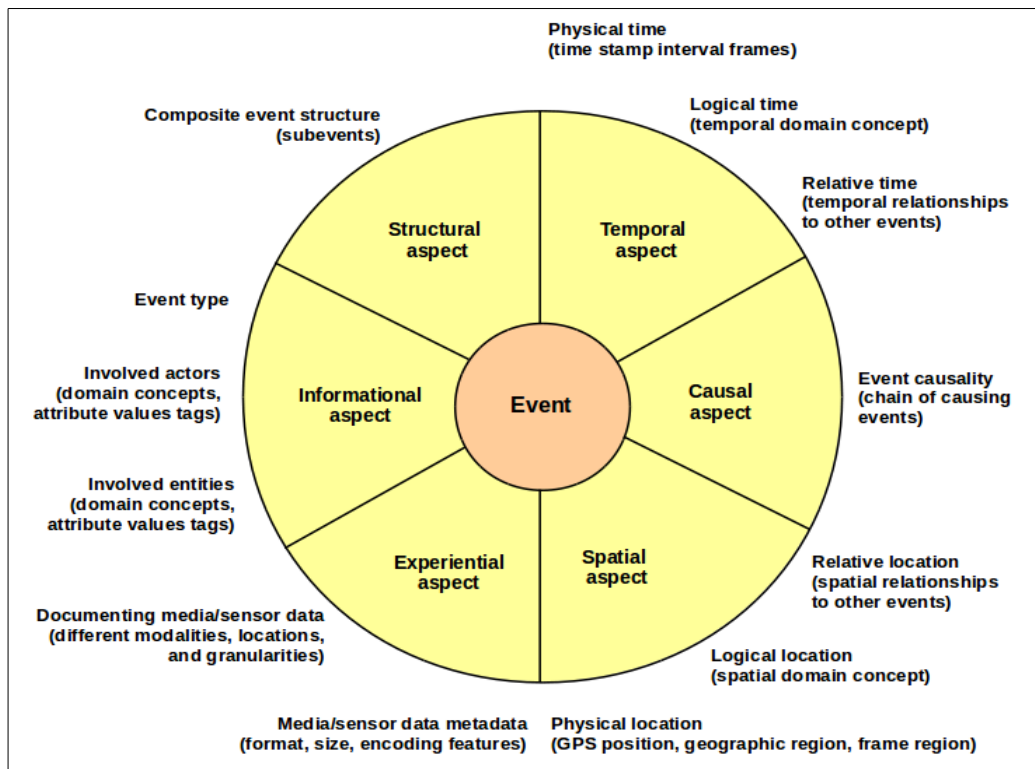 Physical time
(time stamp interval frames)
Logical time
(temporal domain concept)
Composite event structure
(subevents)
Relative time
(temporal relationships
to other events)
Structural
aspect
Temporal
aspect
Event type
Involved actors
(domain concepts,
attribute values tags)
Informational
aspect
Event
Causal
aspect
Event causality
(chain of causing
events)
Involved entities
(domain concepts,
attribute values tags)
Experiential
aspect
Spatial
aspect
Relative location
(spatial relationships
to other events)
Documenting media/sensor data
(different modalities, locations,
and granularities)
Logical location
(spatial domain concept)
Media/sensor data metadata
(format, size, encoding features)
Physical location
(GPS position, geographic region, frame region)